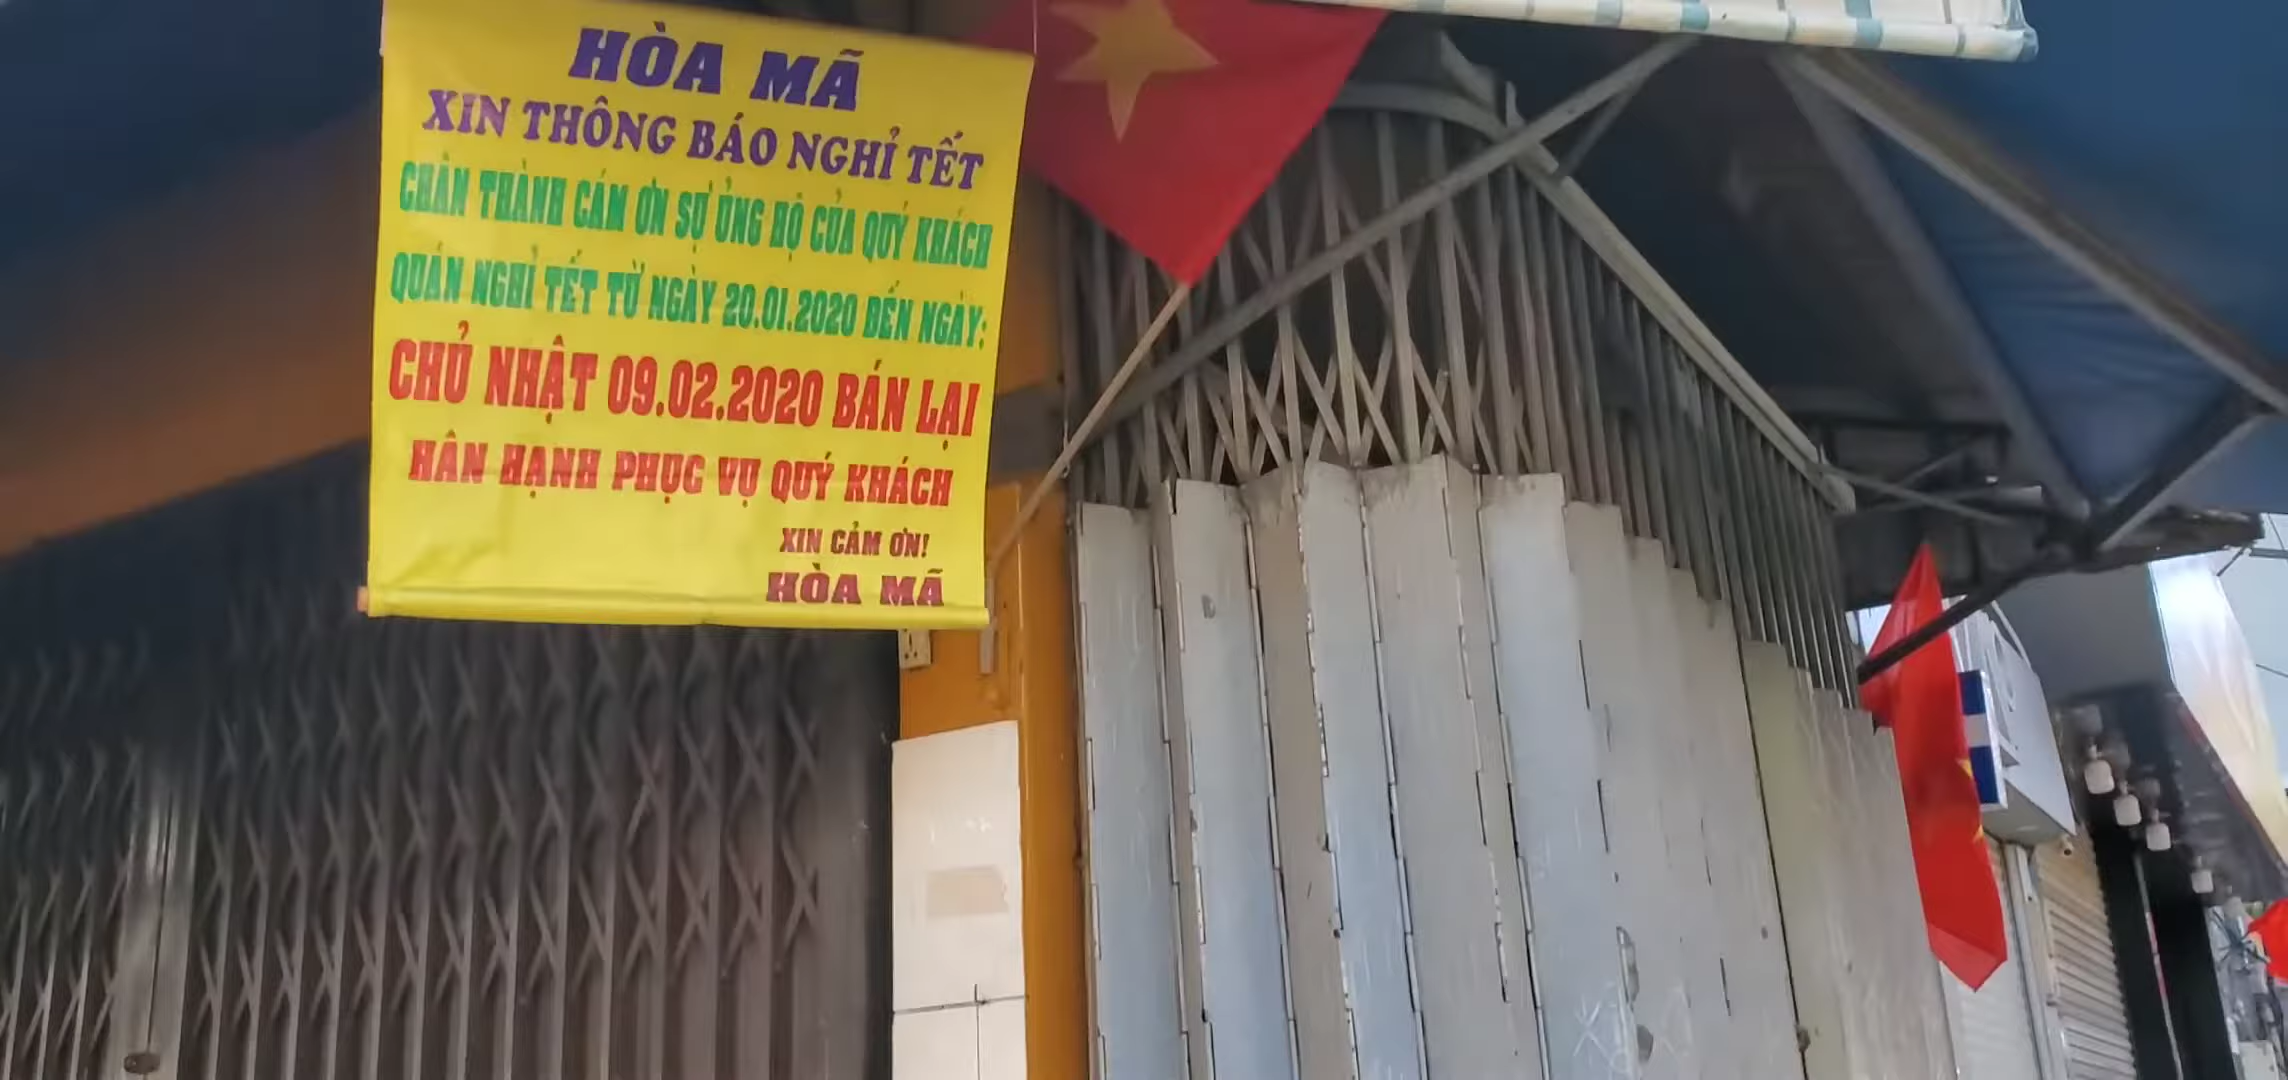 HÒA MÃ
XIN THÔNG BÁO NGHỈ TẾT
CHÂN THÀNH CÁM ƠN SỰ ỦNG HỘ CỦA QUÝ KHÁCH
QUÁN NGHỈ TẾT TỪ NGÀY 20.01.2020 ĐẾN NGÀY:
CHỦ NHẬT 09.02.2020 BÁN LẠI
HÂN HẠNH PHỤC VỤ QUÝ KHÁCH
XIN CẢM ƠN!
HÒA MÃ